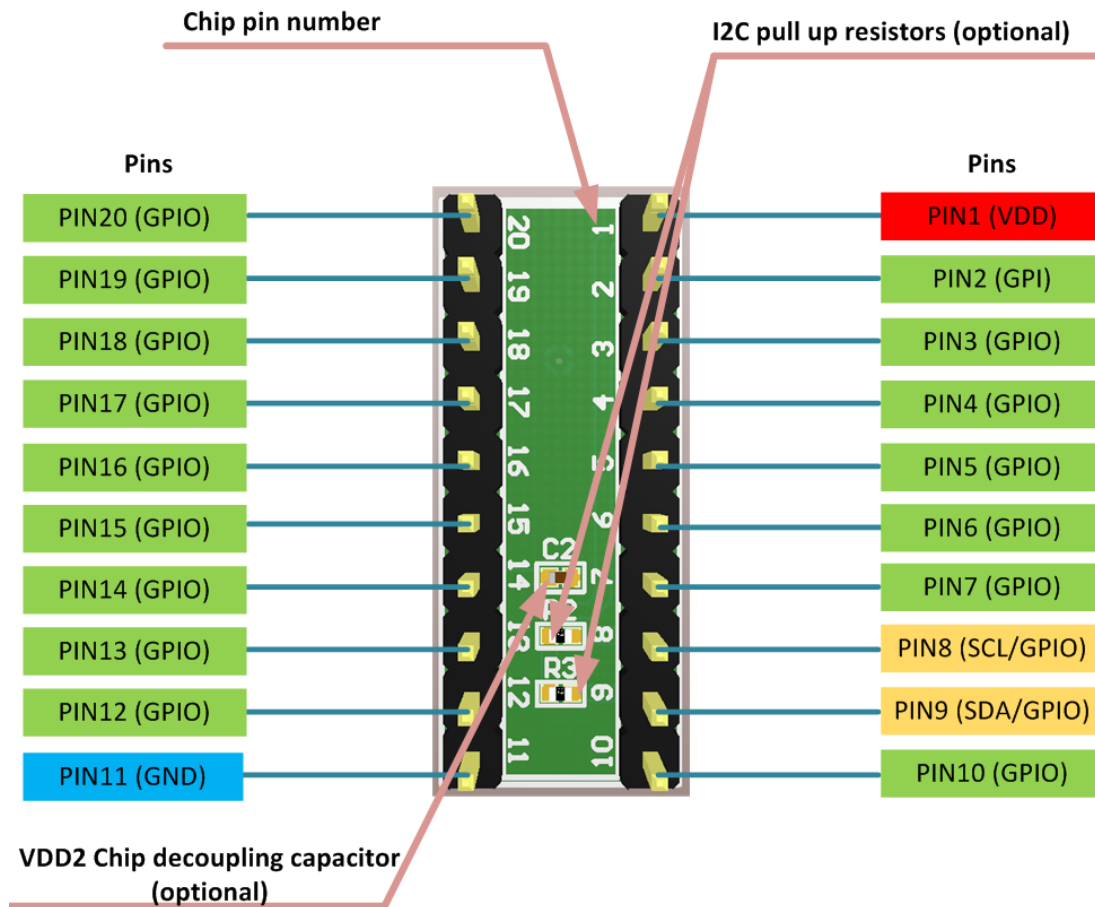 Chip pin number
I2C pull up resistors (optional)
Pins
Pins
PIN20 (GPIO)
PIN19 (GPIO)
PIN18 (GPIO)
PIN17 (GPIO)
PIN16 (GPIO)
PIN15 (GPIO)
PIN14 (GPIO)
PIN13 (GPIO)
PIN12 (GPIO)
PIN11 (GND)
20
19
18
17
16
15
14
12
11
C2
R3
1
2
3
4
5
6
7
8
9
10
PIN1 (VDD)
PIN2 (GPI)
PIN3 (GPIO)
PIN4 (GPIO)
PIN5 (GPIO)
PIN6 (GPIO)
PIN7 (GPIO)
PIN8 (SCL/GPIO)
PIN9 (SDA/GPIO)
PIN10 (GPIO)
VDD2 Chip decoupling capacitor
(optional)